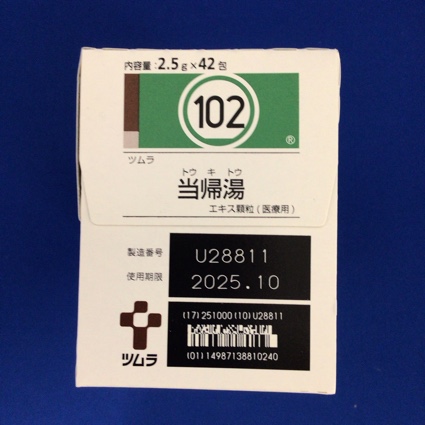 内容量:2.5g×42包
102
®
ツムラ
トウ キ トウ
当帰湯
エキス顆粒(医療用)
製造番号 U28811
使用期限 2025.10
(17)251000(10)U28811
(01)14987138810240
ツムラ